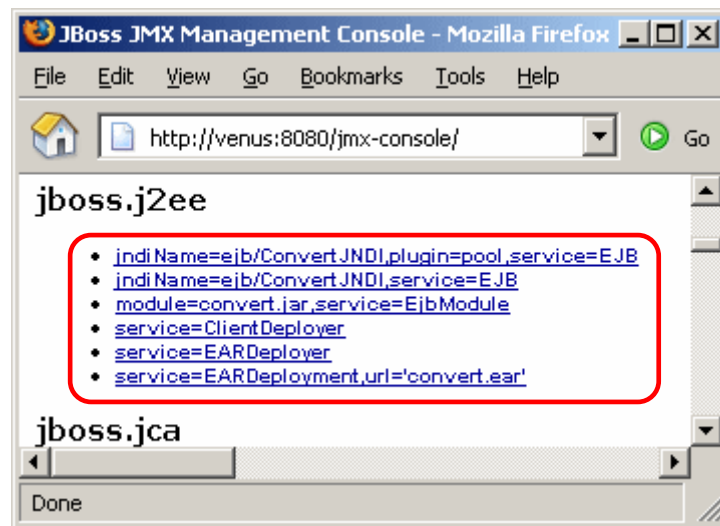 JBoss JMX Management Console - Mozilla Firefox
File Edit View Go Bookmarks Tools Help
http://venus:8080/jmx-console/ Go
jboss.j2ee
jndiName=ejb/ConvertJNDI,plugin=pool,service=EJB
jndiName=ejb/ConvertJNDI,service=EJB
module=convert.jar,service=EjbModule
service=ClientDeployer
service=EARDeployer
service=EARDeployment,url='convert.ear'
jboss.jca
Done